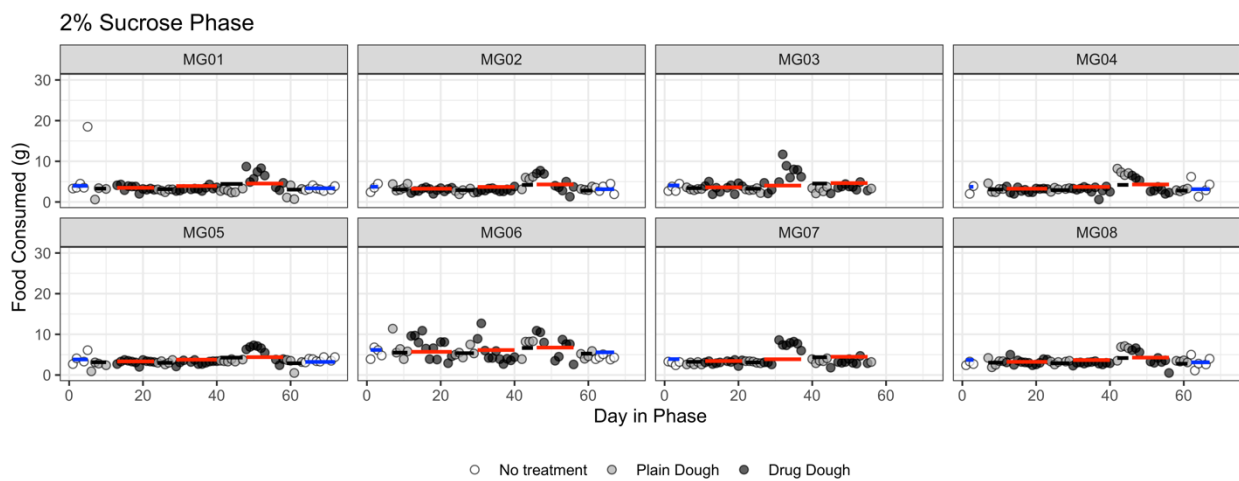 2% Sucrose Phase
MG01 MG02 MG03 MG04
30
20
10
0
MG05 MG06 MG07 MG08
30
20
10
0
Food Consumed (g)
0 20 40 60 0 20 40 60 0 20 40 60 0 20 40 60
Day in Phase
No treatment Plain Dough Drug Dough